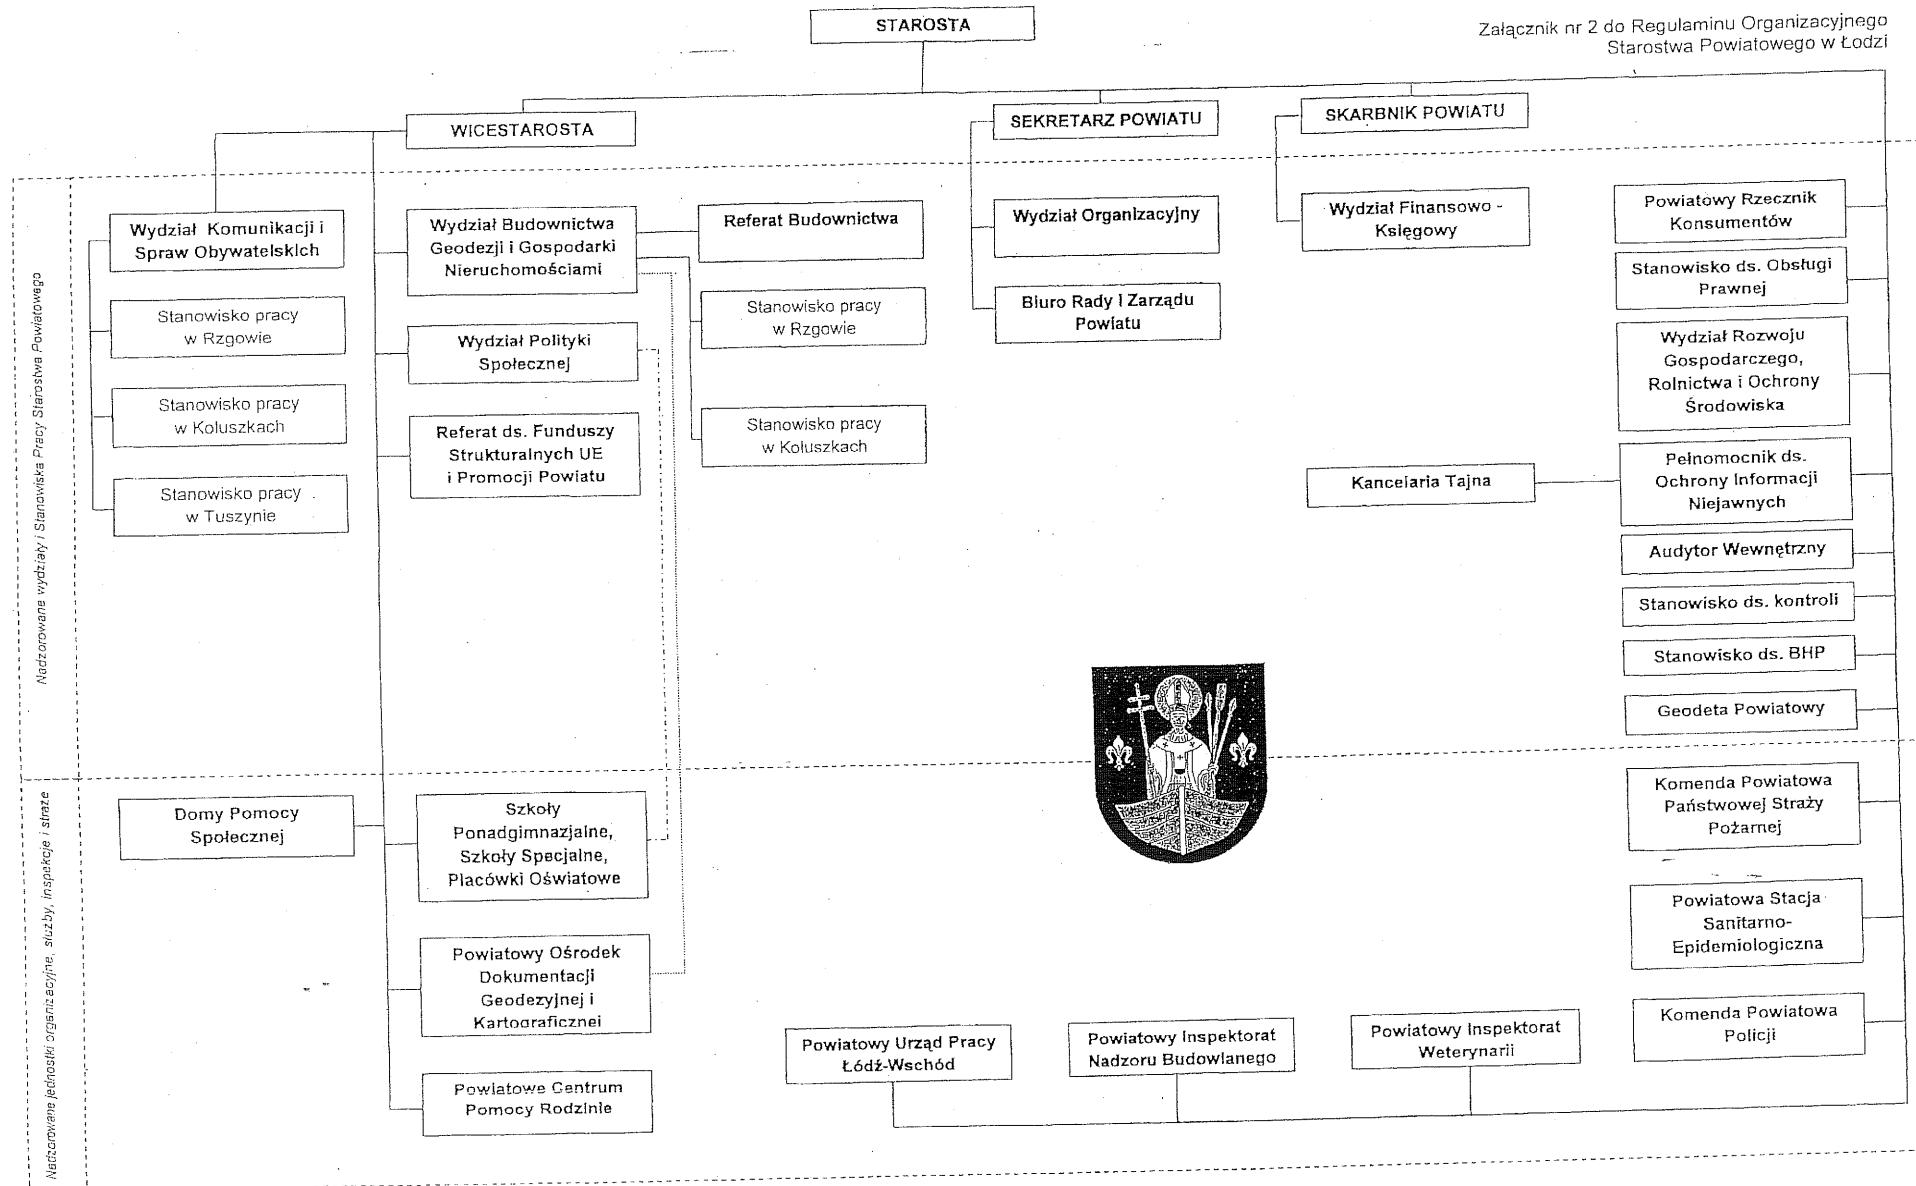 STAROSTA
Załącznik nr 2 do Regulaminu Organizacyjnego
Starostwa Powiatowego w Łodzi
WICESTAROSTA
SEKRETARZ POWIATU
SKARBNIK POWIATU
Nadzorowane wydziały i Stanowiska Pracy Starostwa Powiatowego
Wydział Komunikacji i
Spraw Obywatelskich
Stanowisko pracy
w Rzgowie
Stanowisko pracy
w Koluszkach
Stanowisko pracy
w Tuszynie
Wydział Budownictwa
Geodezji i Gospodarki
Nieruchomościami
Wydział Polityki
Społecznej
Referat ds. Funduszy
Strukturalnych UE
i Promocji Powiatu
Referat Budownictwa
Stanowisko pracy
w Rzgowie
Stanowisko pracy
w Koluszkach
Wydział Organizacyjny
Biuro Rady i Zarządu
Powiatu
Wydział Finansowo -
Księgowy
Kancelaria Tajna
Powiatowy Rzecznik
Konsumentów
Stanowisko ds. Obsługi
Prawnej
Wydział Rozwoju
Gospodarczego,
Rolnictwa i Ochrony
Środowiska
Pełnomocnik ds.
Ochrony Informacji
Niejawnych
Audytor Wewnętrzny
Stanowisko ds. kontroli
Stanowisko ds. BHP
Geodeta Powiatowy
Nadzorowane jednostki organizacyjne, służby, inspekcje i straże
Domy Pomocy
Społecznej
Szkoły
Ponadgimnazjalne,
Szkoły Specjalne,
Placówki Oświatowe
Powiatowy Ośrodek
Dokumentacji
Geodezyjnej i
Kartograficznej
Powiatowe Centrum
Pomocy Rodzinie
Powiatowy Urząd Pracy
Łódź-Wschód
Powiatowy Inspektorat
Nadzoru Budowlanego
Powiatowy Inspektorat
Weterynarii
Komenda Powiatowa
Państwowej Straży
Pożarnej
Powiatowa Stacja
Sanitarno-
Epidemiologiczna
Komenda Powiatowa
Policji